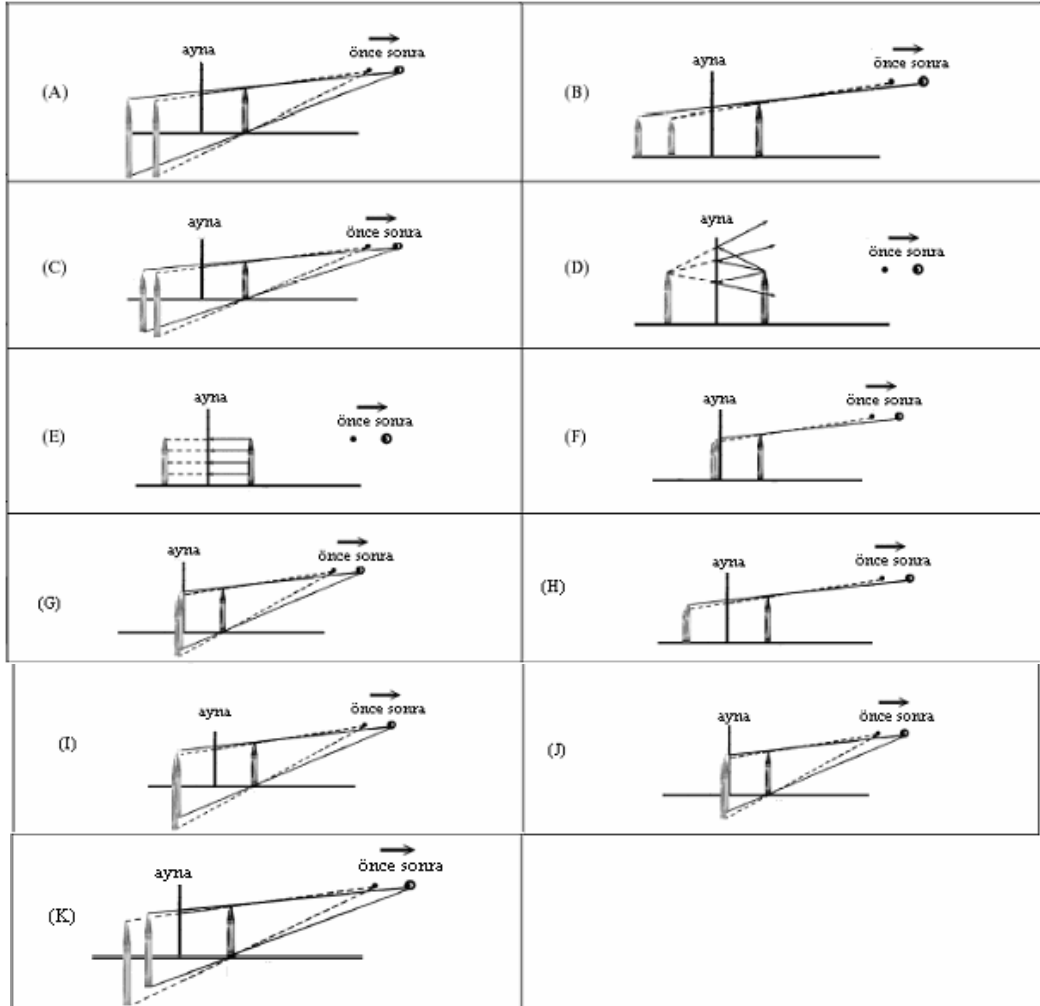 (A)
ayna
önce sonra
(B)
ayna
önce sonra
(C)
ayna
önce sonra
(D)
ayna
önce sonra
(E)
ayna
önce sonra
(F)
ayna
önce sonra
(G)
ayna
önce sonra
(H)
ayna
önce sonra
(I)
ayna
önce sonra
(J)
ayna
önce sonra
(K)
ayna
önce sonra